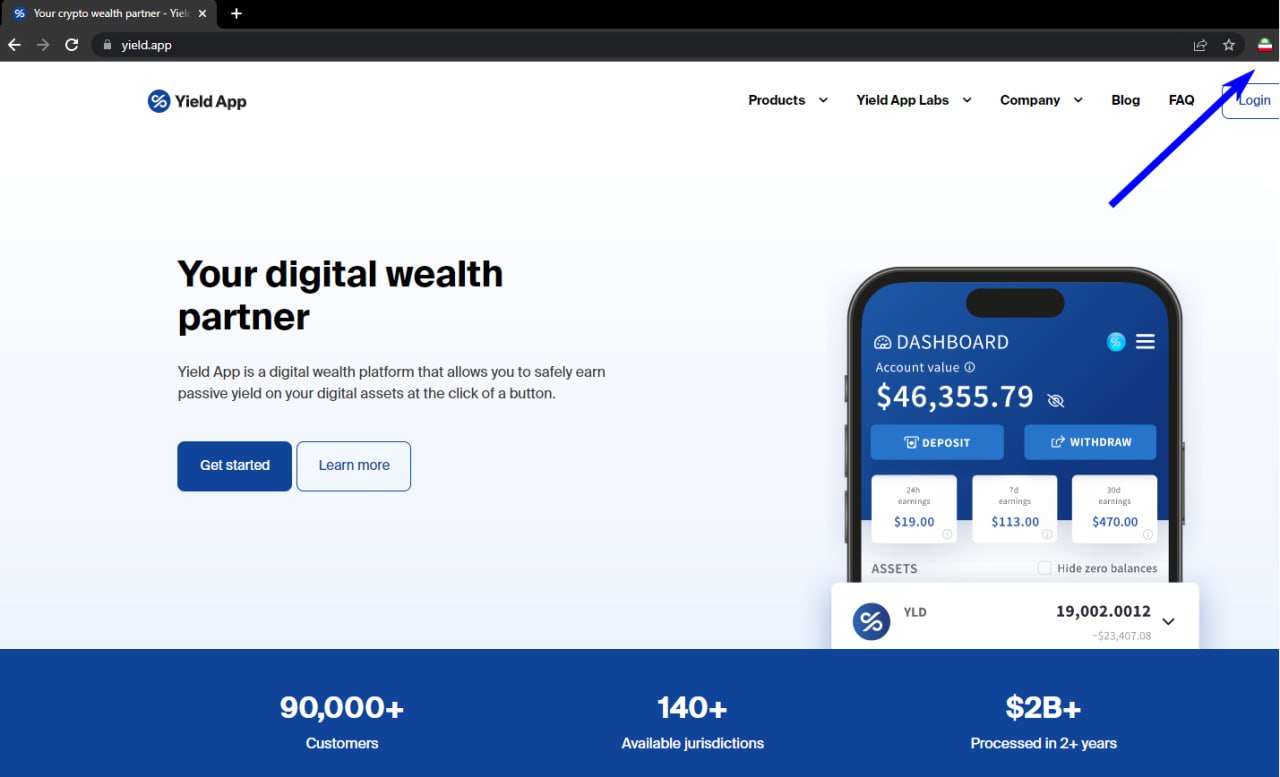 Your crypto wealth partner - Yiel
yield.app
Yield App
Products
Yield App Labs
Company
Blog
FAQ
Login
Your digital wealth
partner
Yield App is a digital wealth platform that allows you to safely earn
passive yield on your digital assets at the click of a button.
Get started
Learn more
DASHBOARD
Account value
$46,355.79
DEPOSIT
WITHDRAW
24h
earnings
$19.00
7d
earnings
$113.00
30d
earnings
$470.00
ASSETS
Hide zero balances
YLD
19,002.0012
~$23,407.08
90,000+
Customers
140+
Available jurisdictions
$2B+
Processed in 2+ years